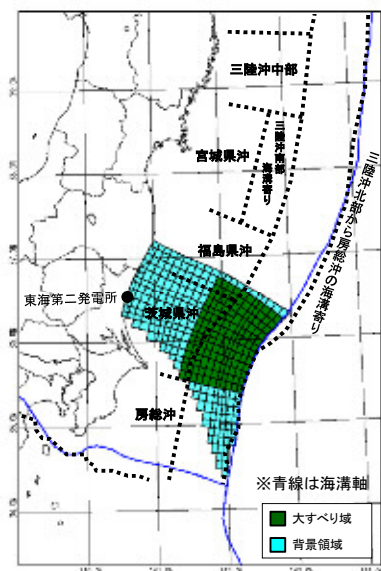 三陸沖中部
三陸沖南部
海溝寄り
宮城県沖
三陸沖北部から房総沖の海溝寄り
福島県沖
東海第二発電所
茨城県沖
房総沖
※青線は海溝軸
大すべり域
背景領域